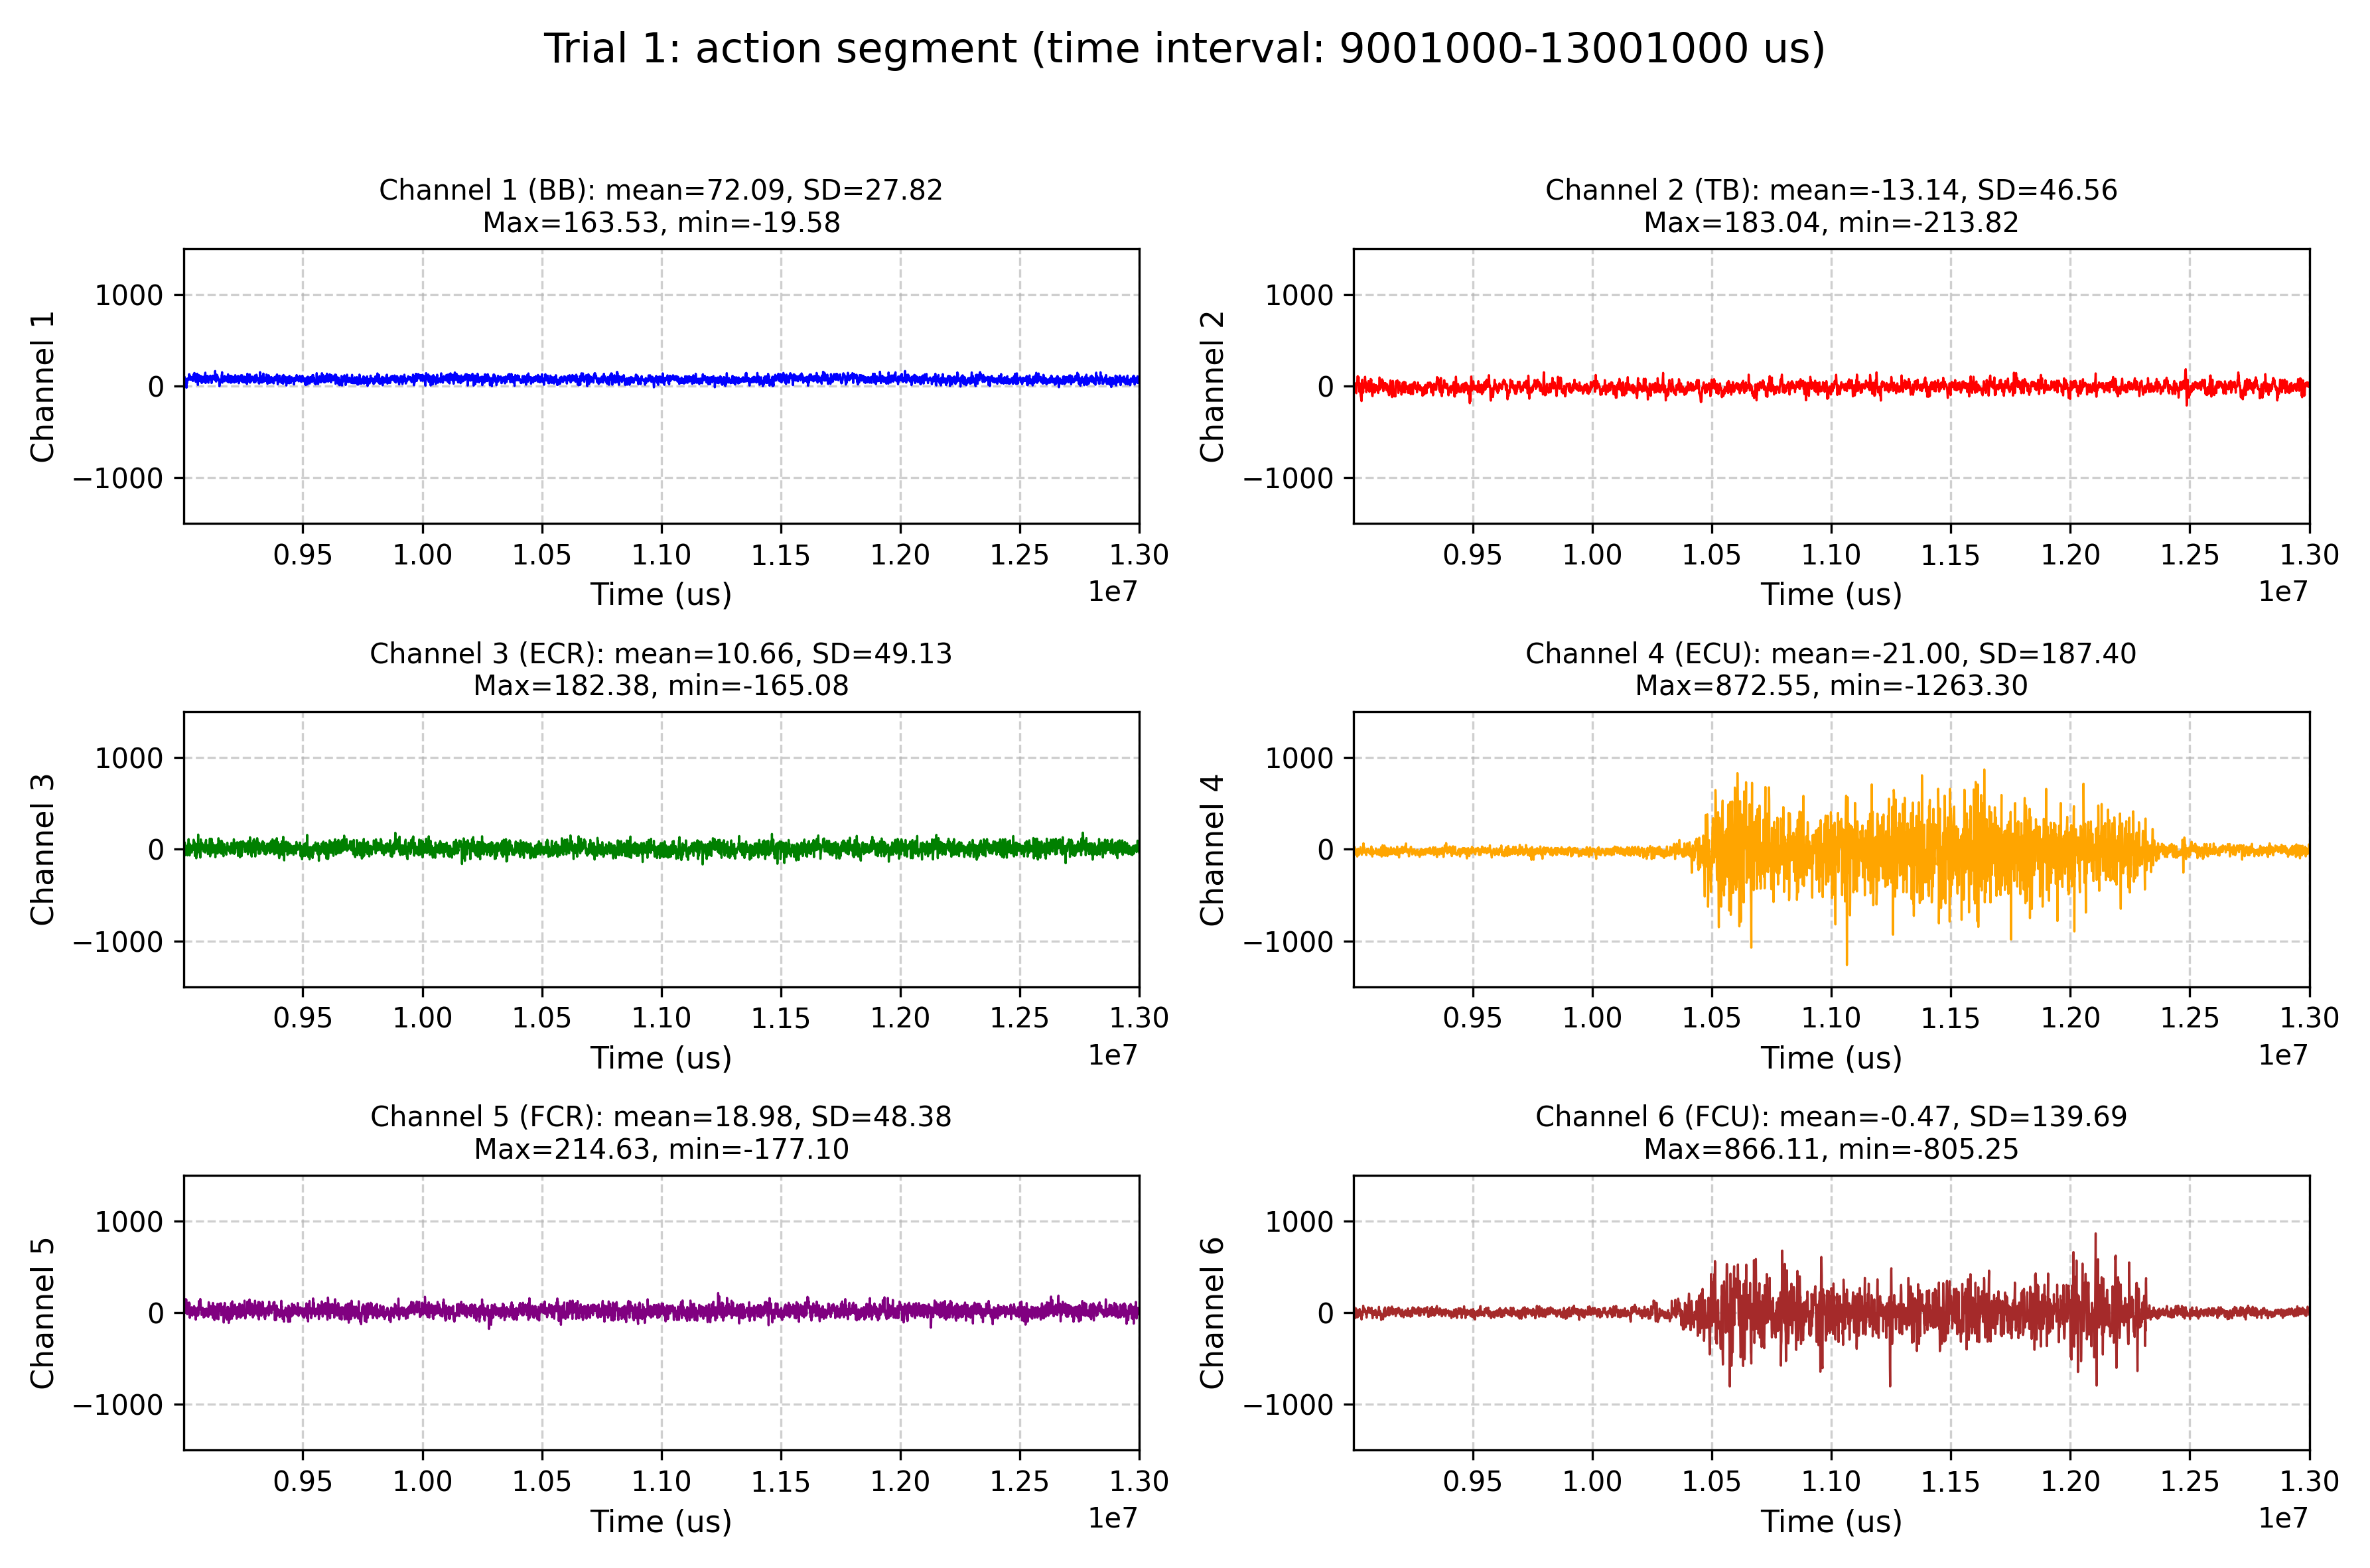 Trial 1: action segment (time interval: 9001000-13001000 us)
Channel 1 (BB): mean=72.09, SD=27.82
Max=163.53, min=-19.58
1000
0
−1000
Channel 1
0.95 1.00 1.05 1.10 1.15 1.20 1.25 1.30
Time (us)
1e7
Channel 2 (TB): mean=-13.14, SD=46.56
Max=183.04, min=-213.82
1000
0
−1000
Channel 2
0.95 1.00 1.05 1.10 1.15 1.20 1.25 1.30
Time (us)
1e7
Channel 3 (ECR): mean=10.66, SD=49.13
Max=182.38, min=-165.08
1000
0
−1000
Channel 3
0.95 1.00 1.05 1.10 1.15 1.20 1.25 1.30
Time (us)
1e7
Channel 4 (ECU): mean=-21.00, SD=187.40
Max=872.55, min=-1263.30
1000
0
−1000
Channel 4
0.95 1.00 1.05 1.10 1.15 1.20 1.25 1.30
Time (us)
1e7
Channel 5 (FCR): mean=18.98, SD=48.38
Max=214.63, min=-177.10
1000
0
−1000
Channel 5
0.95 1.00 1.05 1.10 1.15 1.20 1.25 1.30
Time (us)
1e7
Channel 6 (FCU): mean=-0.47, SD=139.69
Max=866.11, min=-805.25
1000
0
−1000
Channel 6
0.95 1.00 1.05 1.10 1.15 1.20 1.25 1.30
Time (us)
1e7